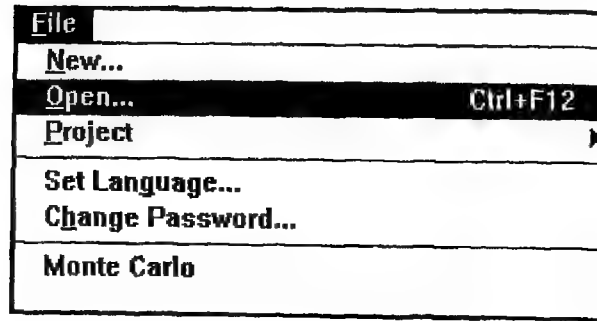 File
New...
Open... Ctrl+F12
Project
Set Language...
Change Password...
Monte Carlo